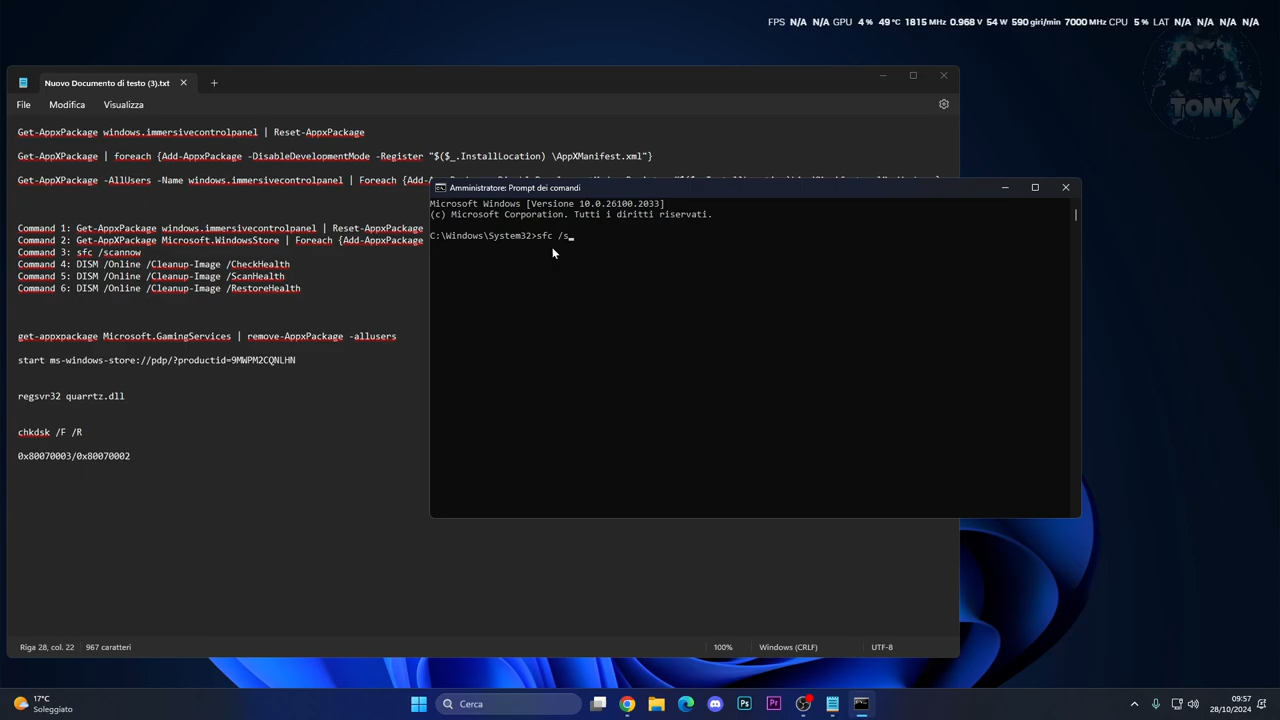 FPS N/A N/A GPU 4 % 49 °C 1815 MHz 0.968 V 54 W 590 giri/min 7000 MHz CPU 5 % LAT N/A N/A N/A N/A
TONY
Nuovo Documento di testo (3).txt
File Modifica Visualizza
Get-AppxPackage windows.immersivecontrolpanel | Reset-AppxPackage
Get-AppXPackage | foreach {Add-AppxPackage -DisableDevelopmentMode -Register "$($_.InstallLocation) \AppXManifest.xml"}
Get-AppXPackage -AllUsers -Name windows.immersivecontrolpanel | Foreach {Add-
Command 1: Get-AppxPackage windows.immersivecontrolpanel | Reset-AppxPackage
Command 2: Get-AppXPackage Microsoft.WindowsStore | Foreach {Add-AppxPackage
Command 3: sfc /scannow
Command 4: DISM /Online /Cleanup-Image /CheckHealth
Command 5: DISM /Online /Cleanup-Image /ScanHealth
Command 6: DISM /Online /Cleanup-Image /RestoreHealth
get-appxpackage Microsoft.GamingServices | remove-AppxPackage -allusers
start ms-windows-store://pdp/?productid=9MWPM2CQNLHN
regsvr32 quarrtz.dll
chkdsk /F /R
0x80070003/0x80070002
Riga 28, col. 22 967 caratteri 100% Windows (CRLF) UTF-8
Amministratore: Prompt dei comandi
Microsoft Windows [Versione 10.0.26100.2033]
(c) Microsoft Corporation. Tutti i diritti riservati.
C:\Windows\System32>sfc /s_
17°C
Soleggiato
Cerca
Ps
Pr
09:57
28/10/2024